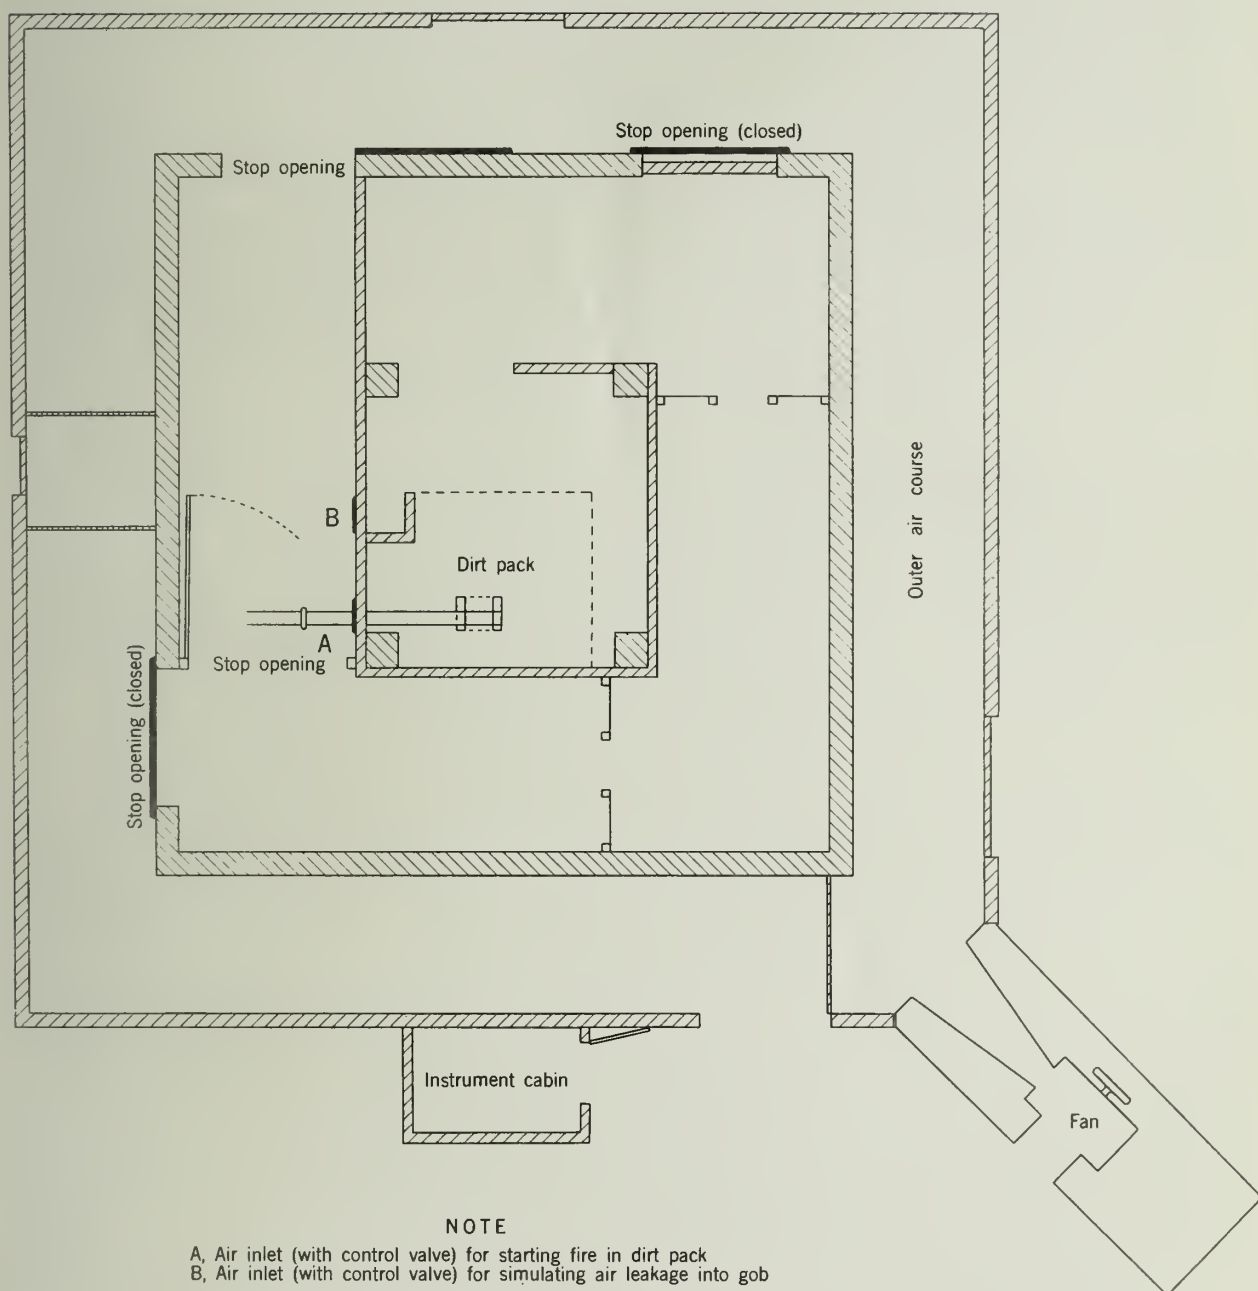 Stop opening (closed)
Stop opening
Outer air course
B
Dirt pack
A
Stop opening
Stop opening (closed)
Instrument cabin
Fan
NOTE
A, Air inlet (with control valve) for starting fire in dirt pack
B, Air inlet (with control valve) for simulating air leakage into gob